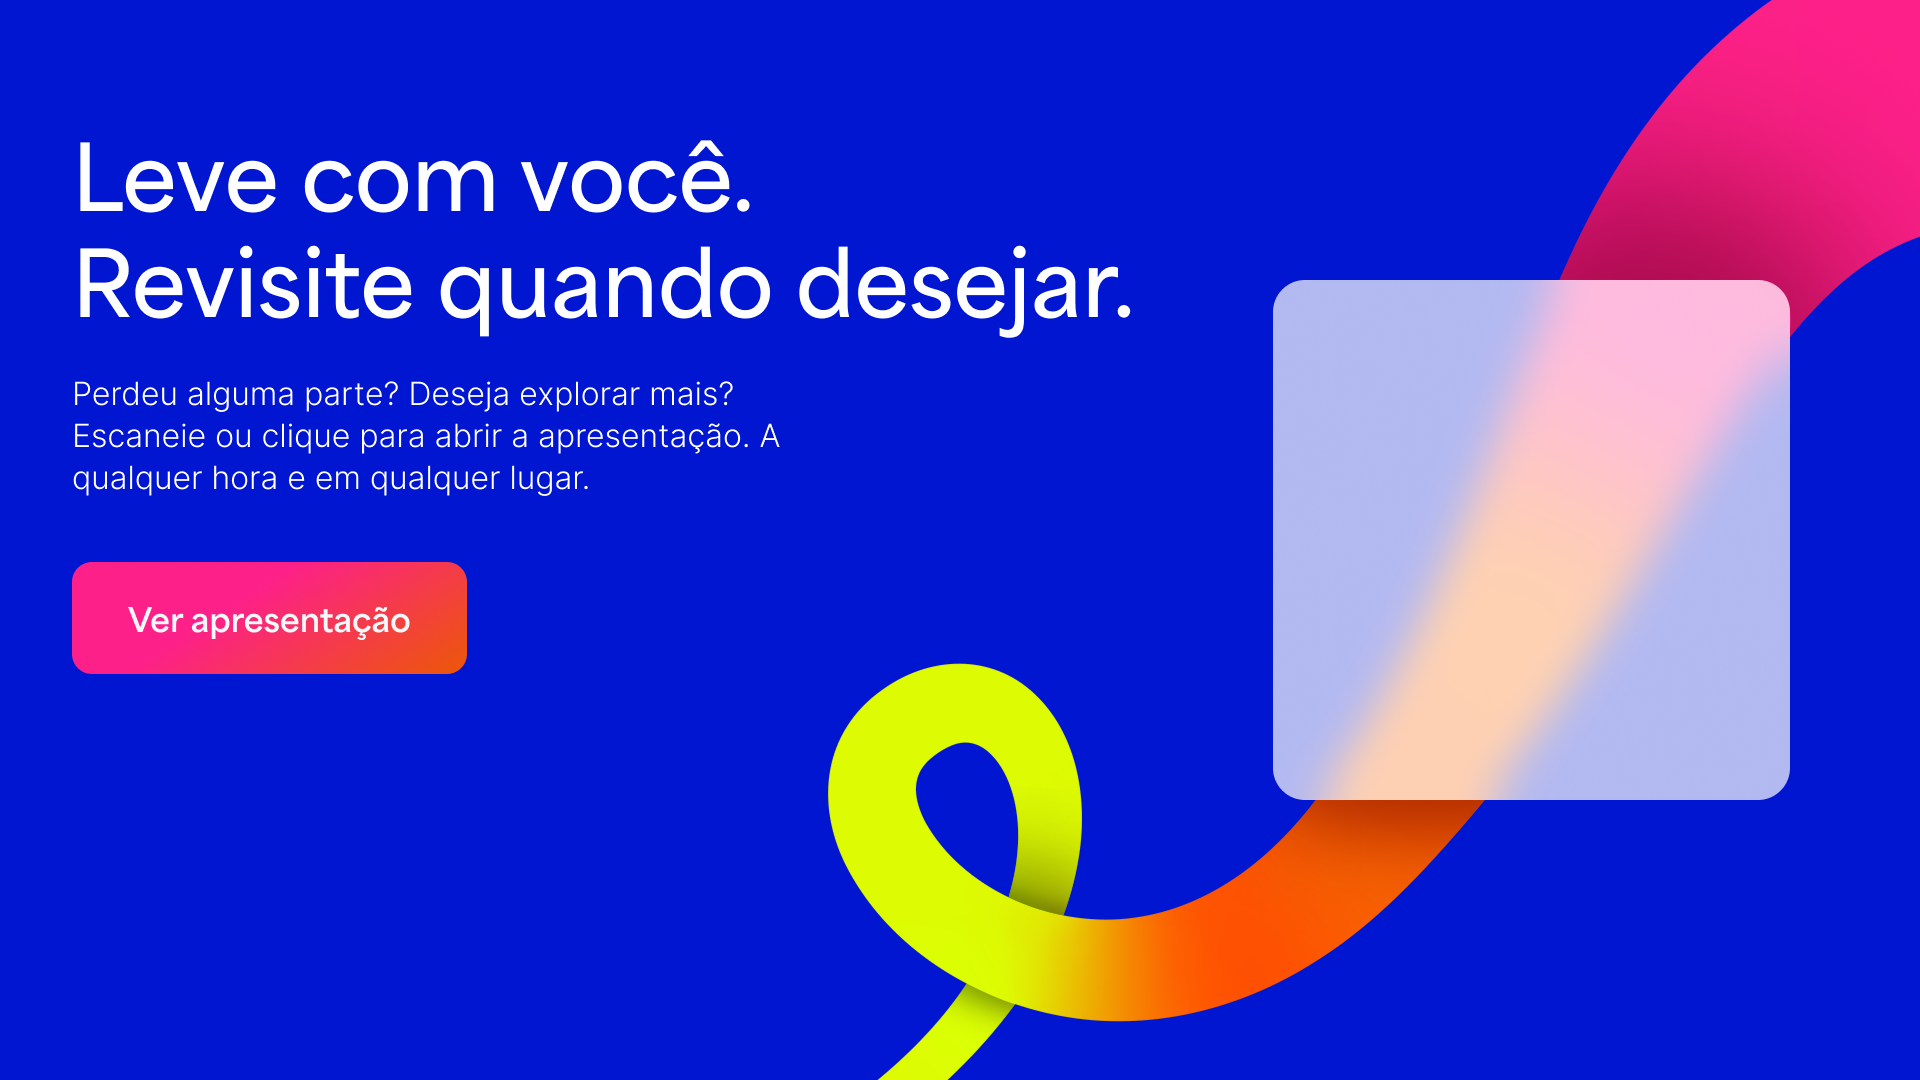 Leve com você.
Revisite quando desejar.
Perdeu alguma parte? Deseja explorar mais?
Escaneie ou clique para abrir a apresentação. A
qualquer hora e em qualquer lugar.
Ver apresentação